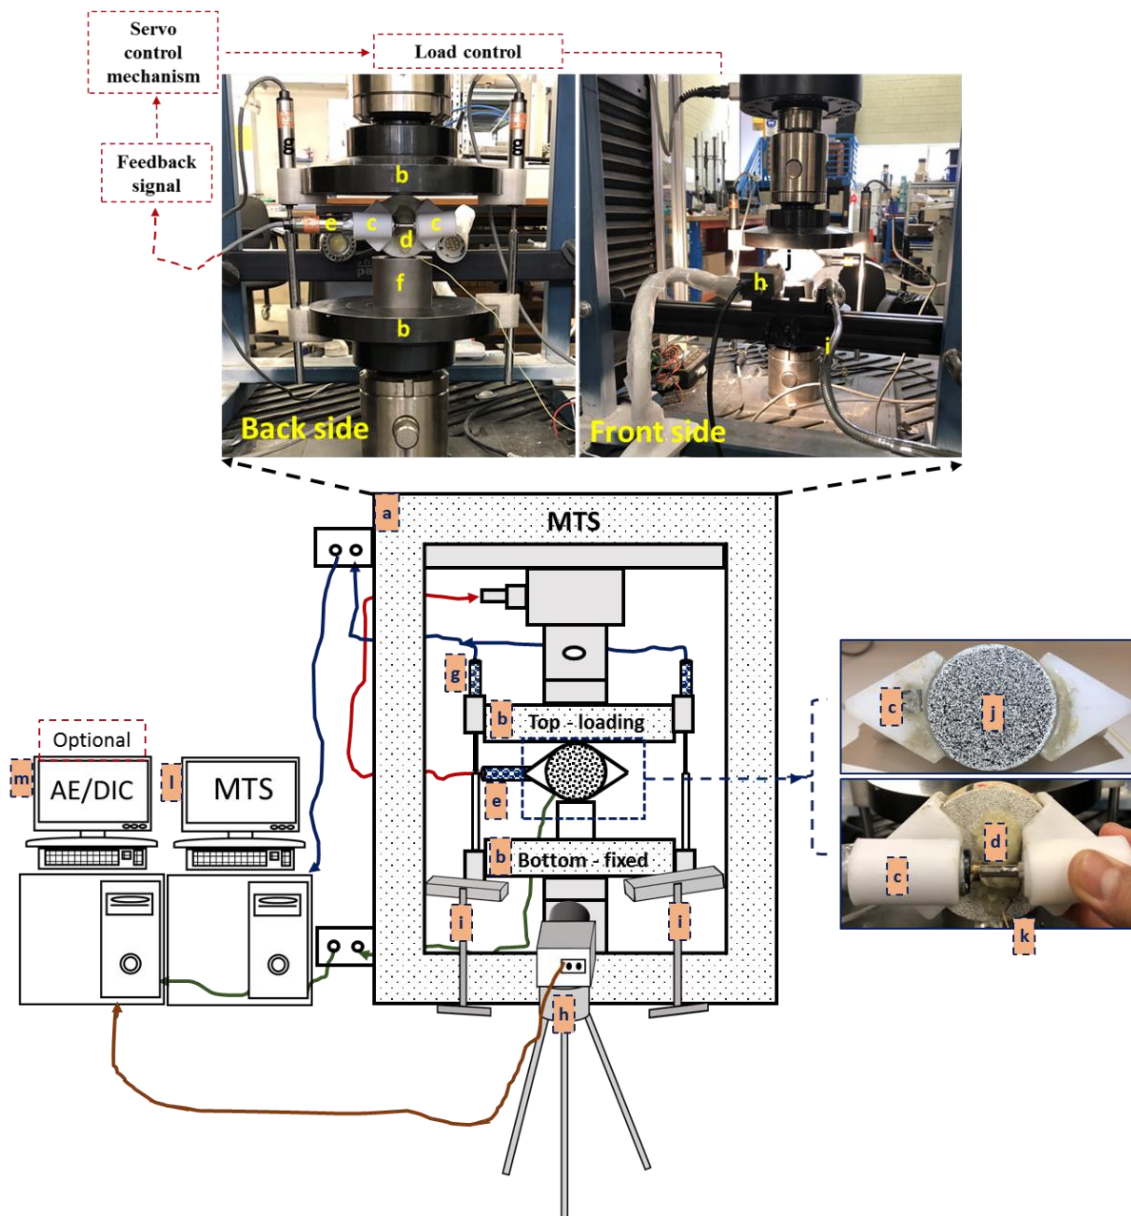 Servo
control
mechanism
Load control
Feedback
signal
g
g
b
e
c
c
d
f
b
Back side
j
h
i
Front side
a
MTS
g
b
Top - loading
e
b
Bottom - fixed
i
i
h
Optional
m
AE/DIC
l
MTS
c
j
d
c
k